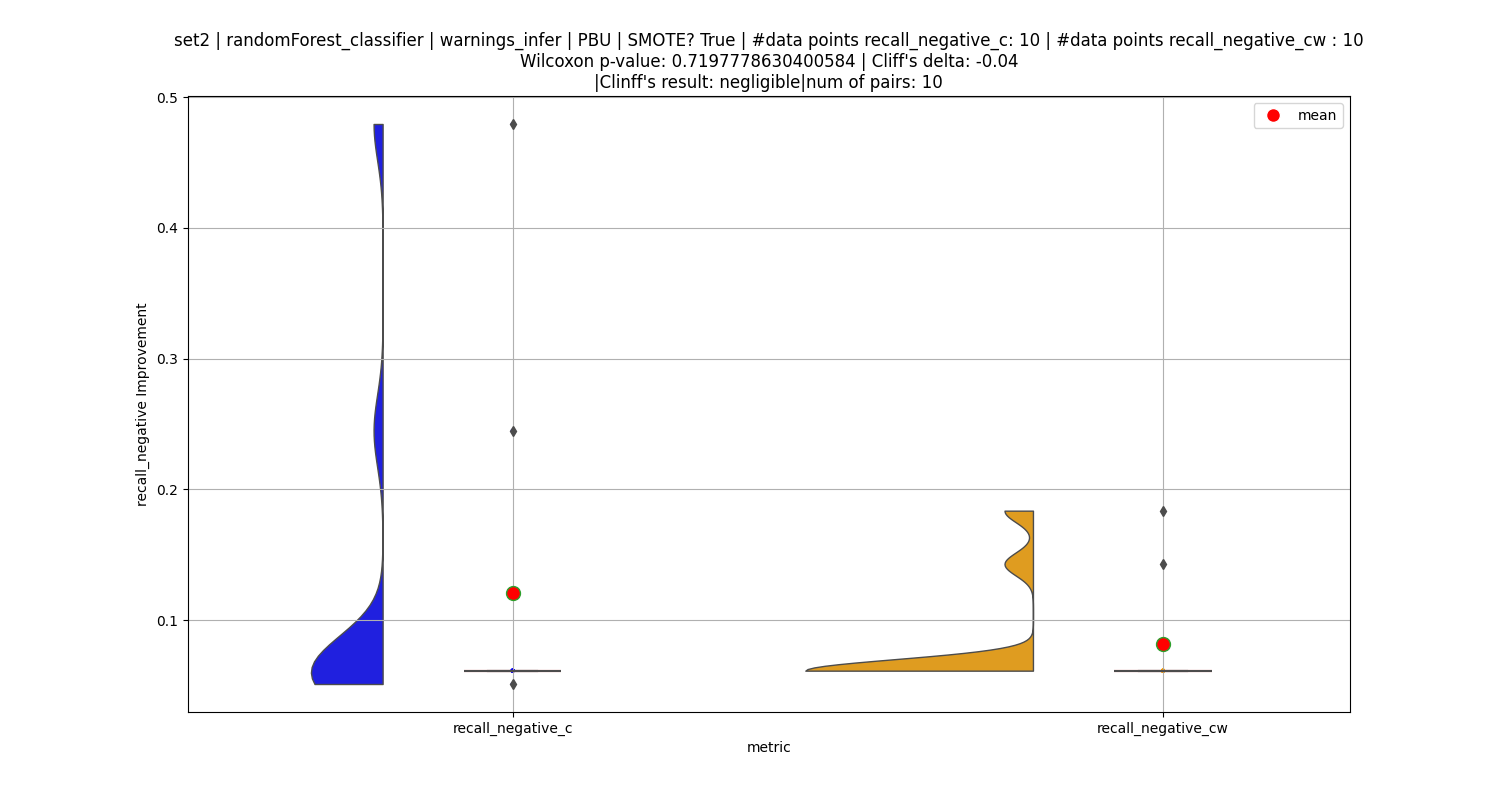 set2 | randomForest_classifier | warnings_infer | PBU | SMOTE? True | #data points recall_negative_c: 10 | #data points recall_negative_cw : 10
Wilcoxon p-value: 0.7197778630400584 | Cliff's delta: -0.04
|Clinff's result: negligible|num of pairs: 10
0.5
mean
0.4
0.3
0.2
0.1
recall_negative Improvement
recall_negative_c
recall_negative_cw
metric